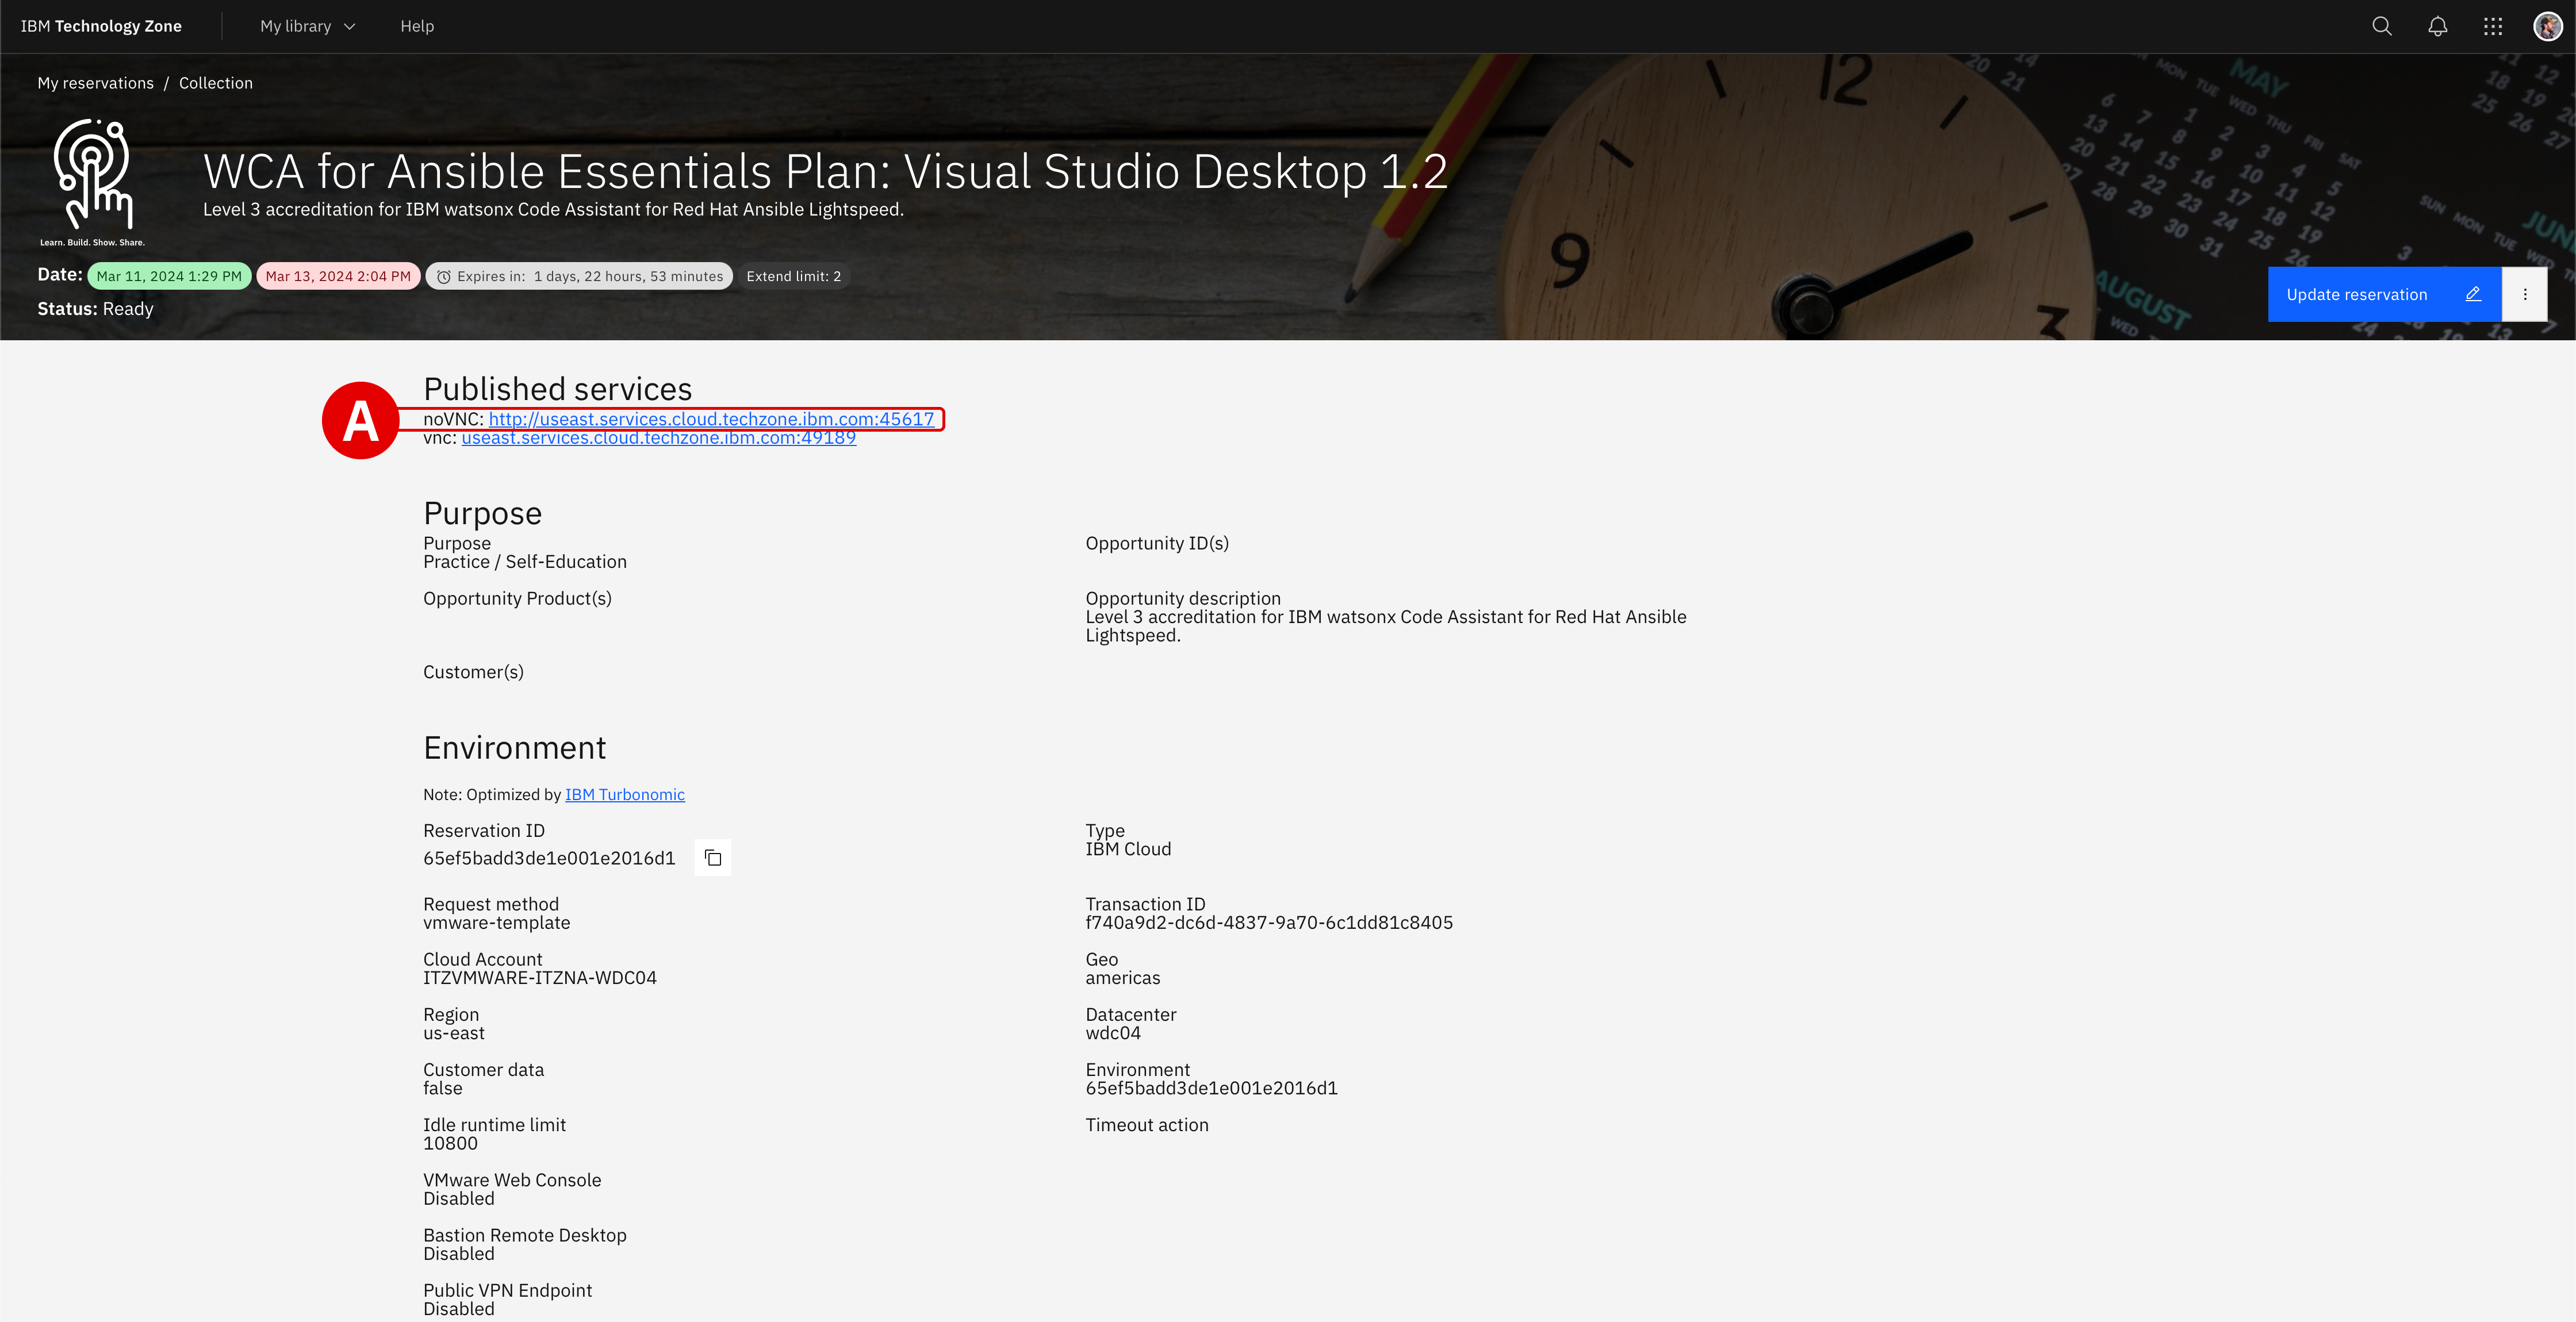 IBM Technology Zone
My library
Help
My reservations / Collection
WCA for Ansible Essentials Plan: Visual Studio Desktop 1.2
Level 3 accreditation for IBM watsonx Code Assistant for Red Hat Ansible Lightspeed.
Learn. Build. Show. Share.
Date: Mar 11, 2024 1:29 PM Mar 13, 2024 2:04 PM Expires in: 1 days, 22 hours, 53 minutes Extend limit: 2
Status: Ready
Update reservation
12
9
3
MAY
AUGUST
A
Published services
noVNC: http://useast.services.cloud.techzone.ibm.com:45617
vnc: useast.services.cloud.techzone.ibm.com:49189
Purpose
Purpose
Practice / Self-Education
Opportunity ID(s)
Opportunity Product(s)
Opportunity description
Level 3 accreditation for IBM watsonx Code Assistant for Red Hat Ansible
Lightspeed.
Customer(s)
Environment
Note: Optimized by IBM Turbonomic
Reservation ID
65ef5badd3de1e001e2016d1
Type
IBM Cloud
Request method
vmware-template
Transaction ID
f740a9d2-dc6d-4837-9a70-6c1dd81c8405
Cloud Account
ITZVMWARE-ITZNA-WDC04
Geo
americas
Region
us-east
Datacenter
wdc04
Customer data
false
Environment
65ef5badd3de1e001e2016d1
Idle runtime limit
10800
Timeout action
VMware Web Console
Disabled
Bastion Remote Desktop
Disabled
Public VPN Endpoint
Disabled